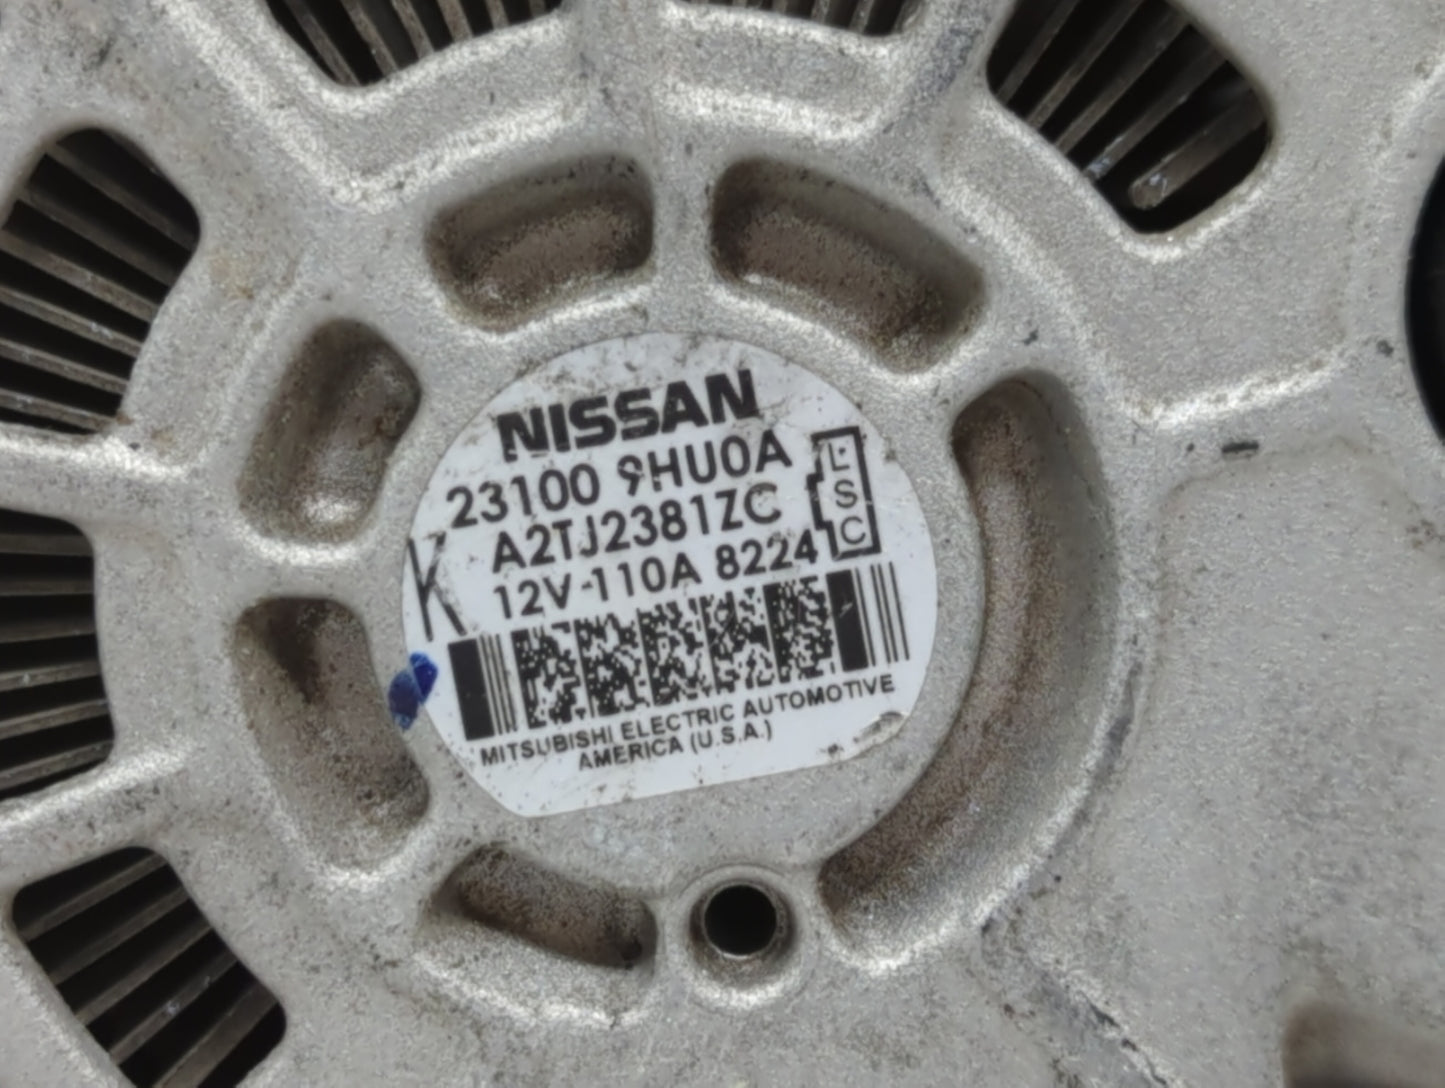 NISSAN
23100 9HU0A
A2TJ2381ZC
12V-110A 8224
L
S
C
K
MITSUBISHI ELECTRIC AUTOMOTIVE
AMERICA (U.S.A.)